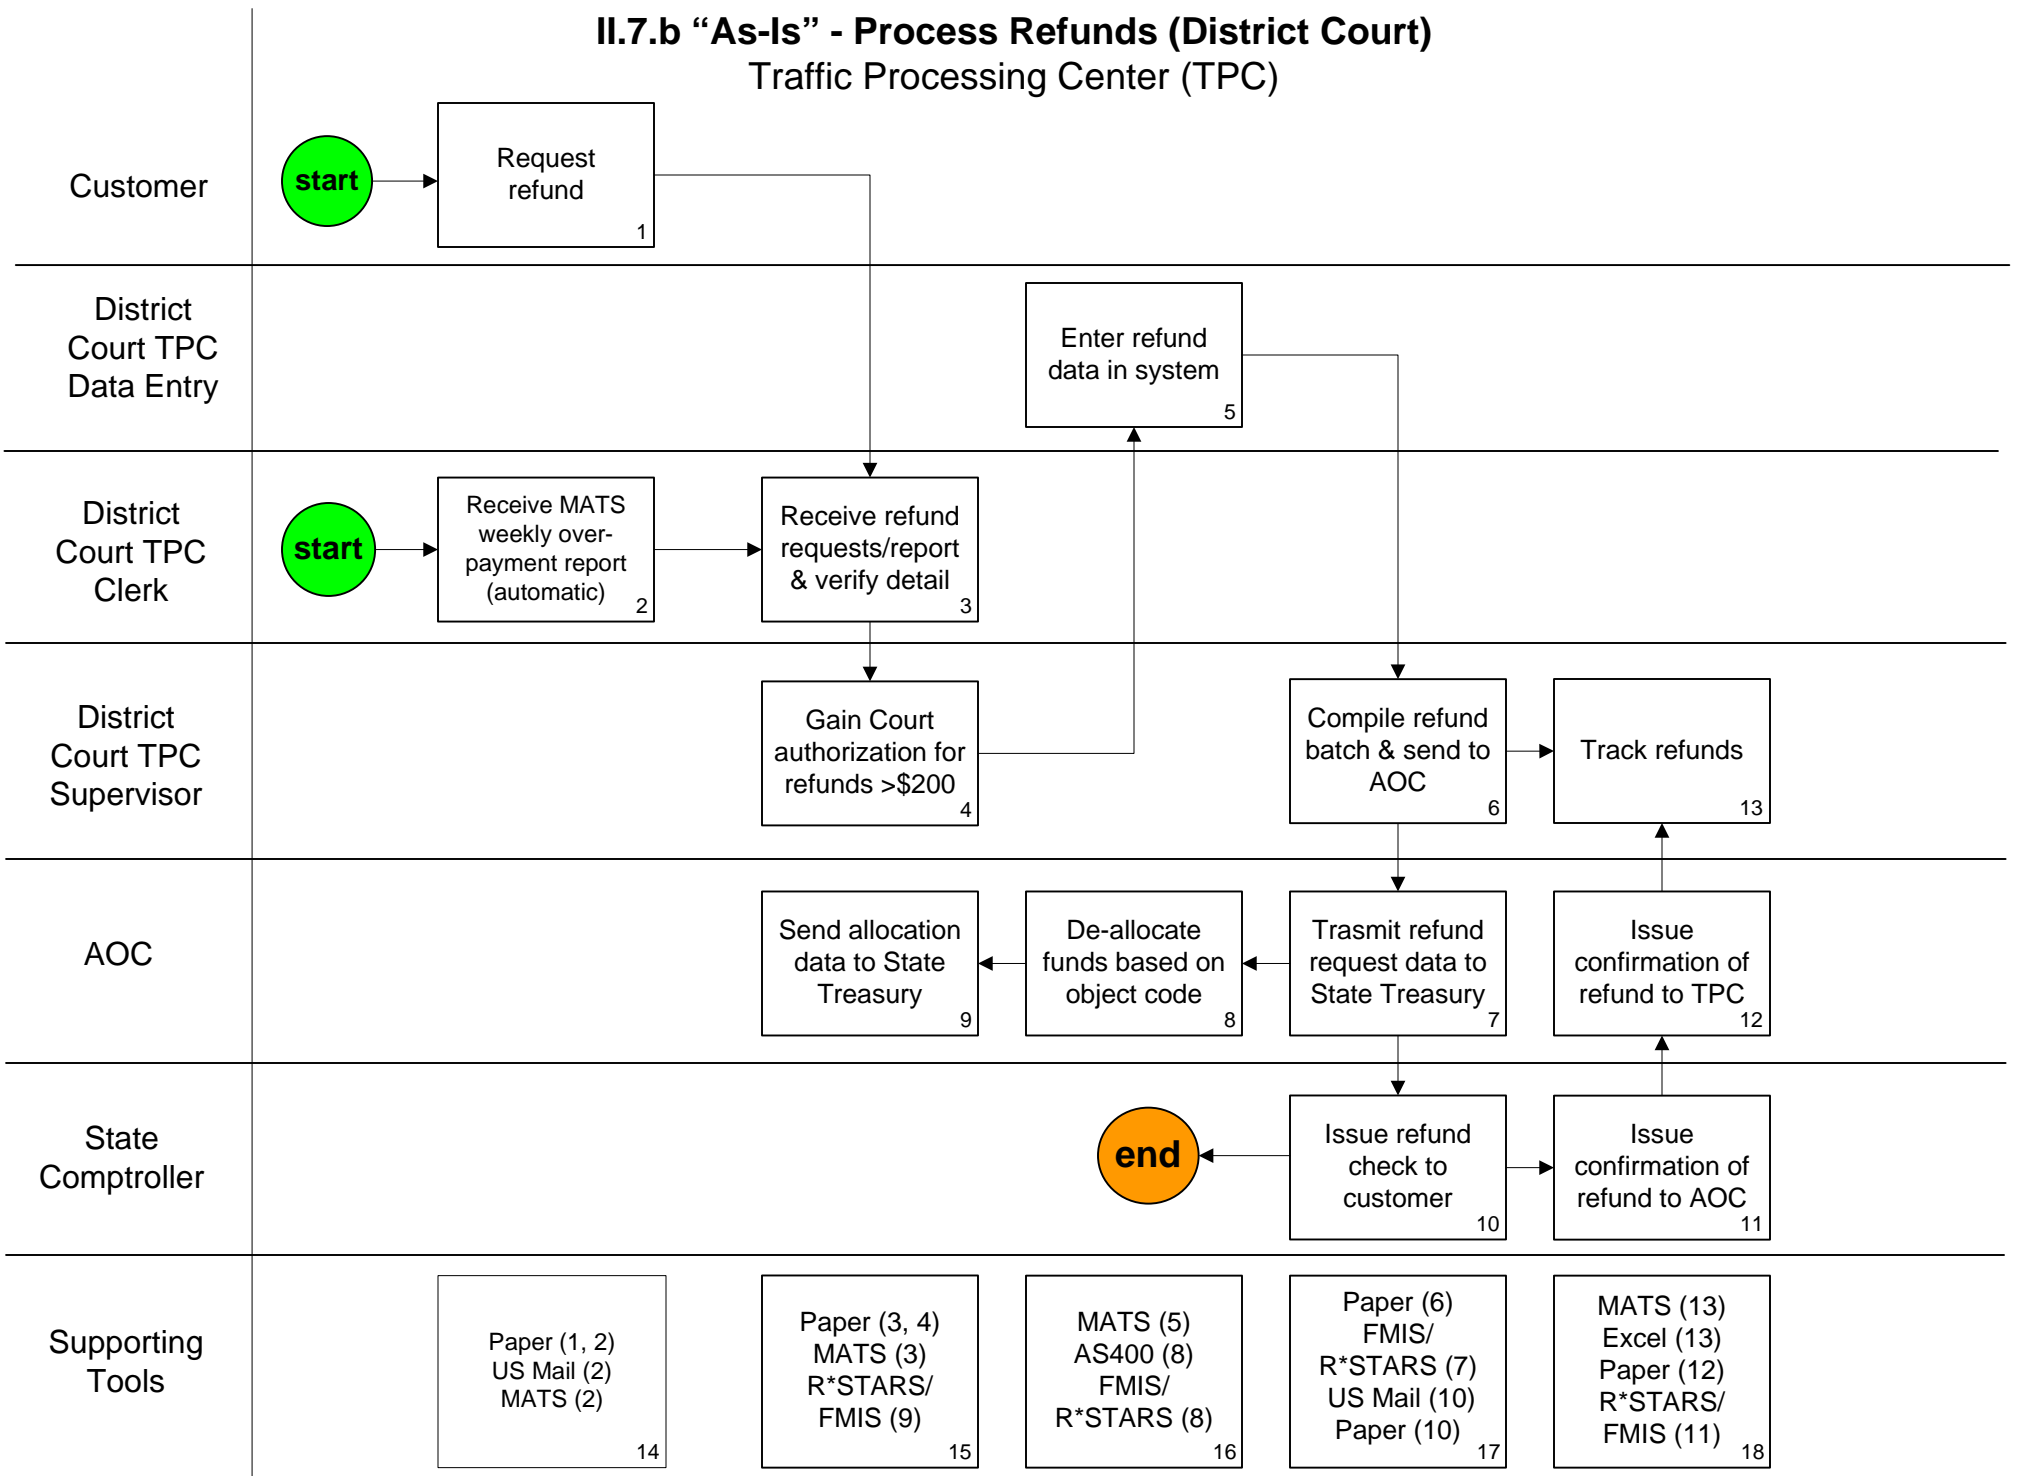 II.7.b “As-Is” - Process Refunds (District Court)
Traffic Processing Center (TPC)
Customer
start
Request
refund
1
District
Court TPC
Data Entry
Enter refund
data in system
5
District
Court TPC
Clerk
start
Receive MATS
weekly over-
payment report
(automatic)
2
Receive refund
requests/report
& verify detail
3
District
Court TPC
Supervisor
Gain Court
authorization for
refunds >$200
4
Compile refund
batch & send to
AOC
6
Track refunds
13
AOC
Send allocation
data to State
Treasury
9
De-allocate
funds based on
object code
8
Trasmit refund
request data to
State Treasury
7
Issue
confirmation of
refund to TPC
12
State
Comptroller
end
Issue refund
check to
customer
10
Issue
confirmation of
refund to AOC
11
Supporting
Tools
Paper (1, 2)
US Mail (2)
MATS (2)
14
Paper (3, 4)
MATS (3)
R*STARS/
FMIS (9)
15
MATS (5)
AS400 (8)
FMIS/
R*STARS (8)
16
Paper (6)
FMIS/
R*STARS (7)
US Mail (10)
Paper (10)
17
MATS (13)
Excel (13)
Paper (12)
R*STARS/
FMIS (11)
18